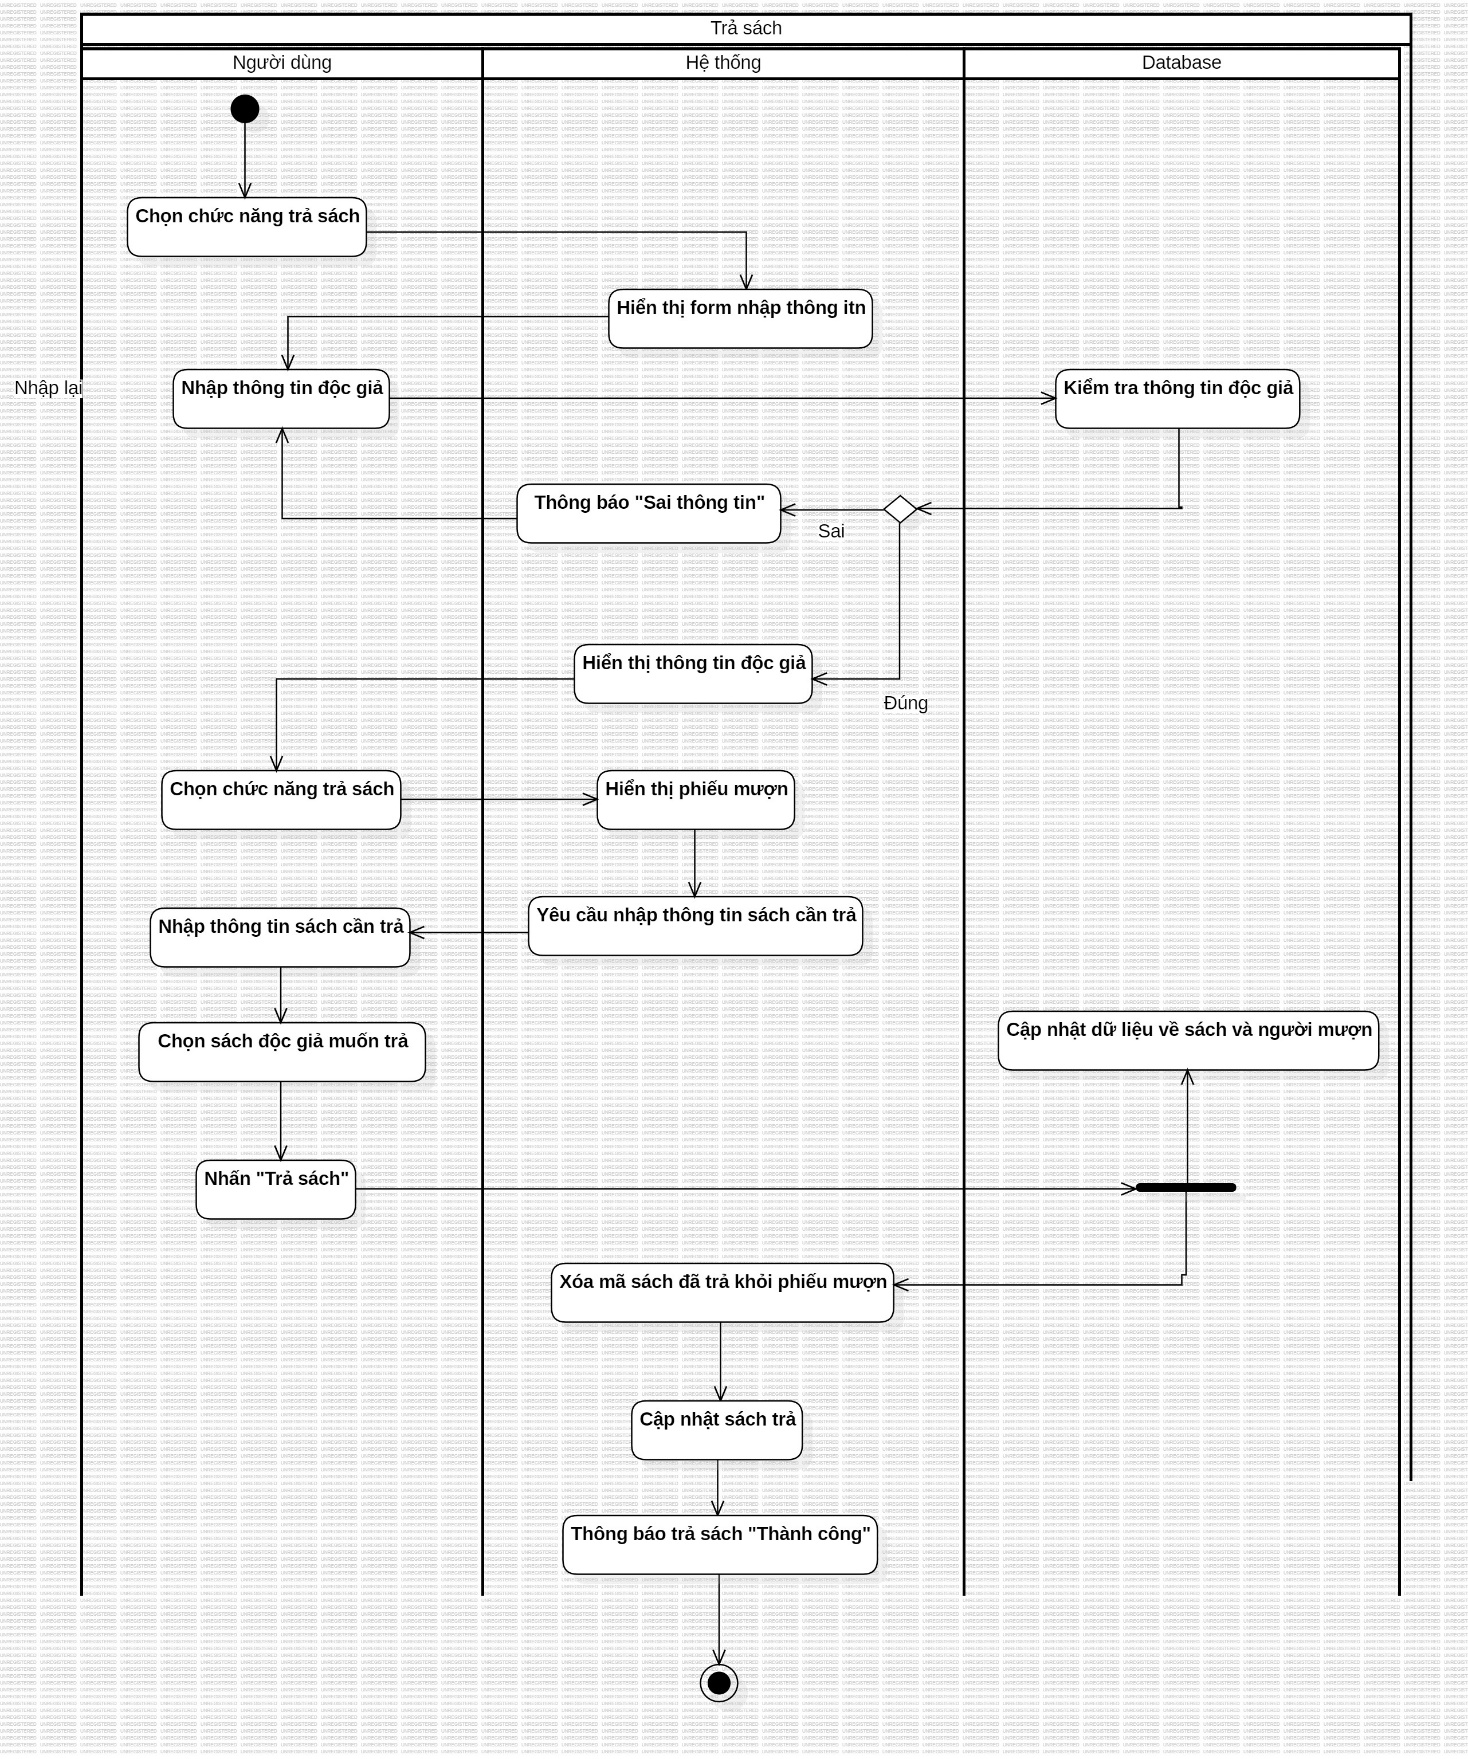 Trả sách
Người dùng
Hệ thống
Database
Chọn chức năng trả sách
Hiển thị form nhập thông itn
Nhập lại
Nhập thông tin độc giả
Kiểm tra thông tin độc giả
Thông báo "Sai thông tin"
Sai
Hiển thị thông tin độc giả
Đúng
Chọn chức năng trả sách
Hiển thị phiếu mượn
Yêu cầu nhập thông tin sách cần trả
Nhập thông tin sách cần trả
Chọn sách độc giả muốn trả
Cập nhật dữ liệu về sách và người mượn
Nhấn "Trả sách"
Xóa mã sách đã trả khỏi phiếu mượn
Cập nhật sách trả
Thông báo trả sách "Thành công"